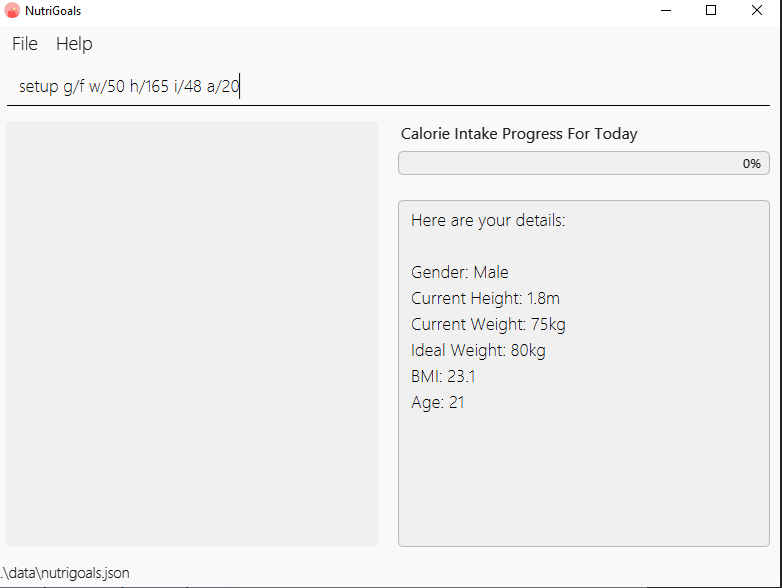 NutriGoals
File Help
setup g/f w/50 h/165 i/48 a/20
Calorie Intake Progress For Today
0%
Here are your details:
Gender: Male
Current Height: 1.8m
Current Weight: 75kg
Ideal Weight: 80kg
BMI: 23.1
Age: 21
.\data\nutrigoals.json